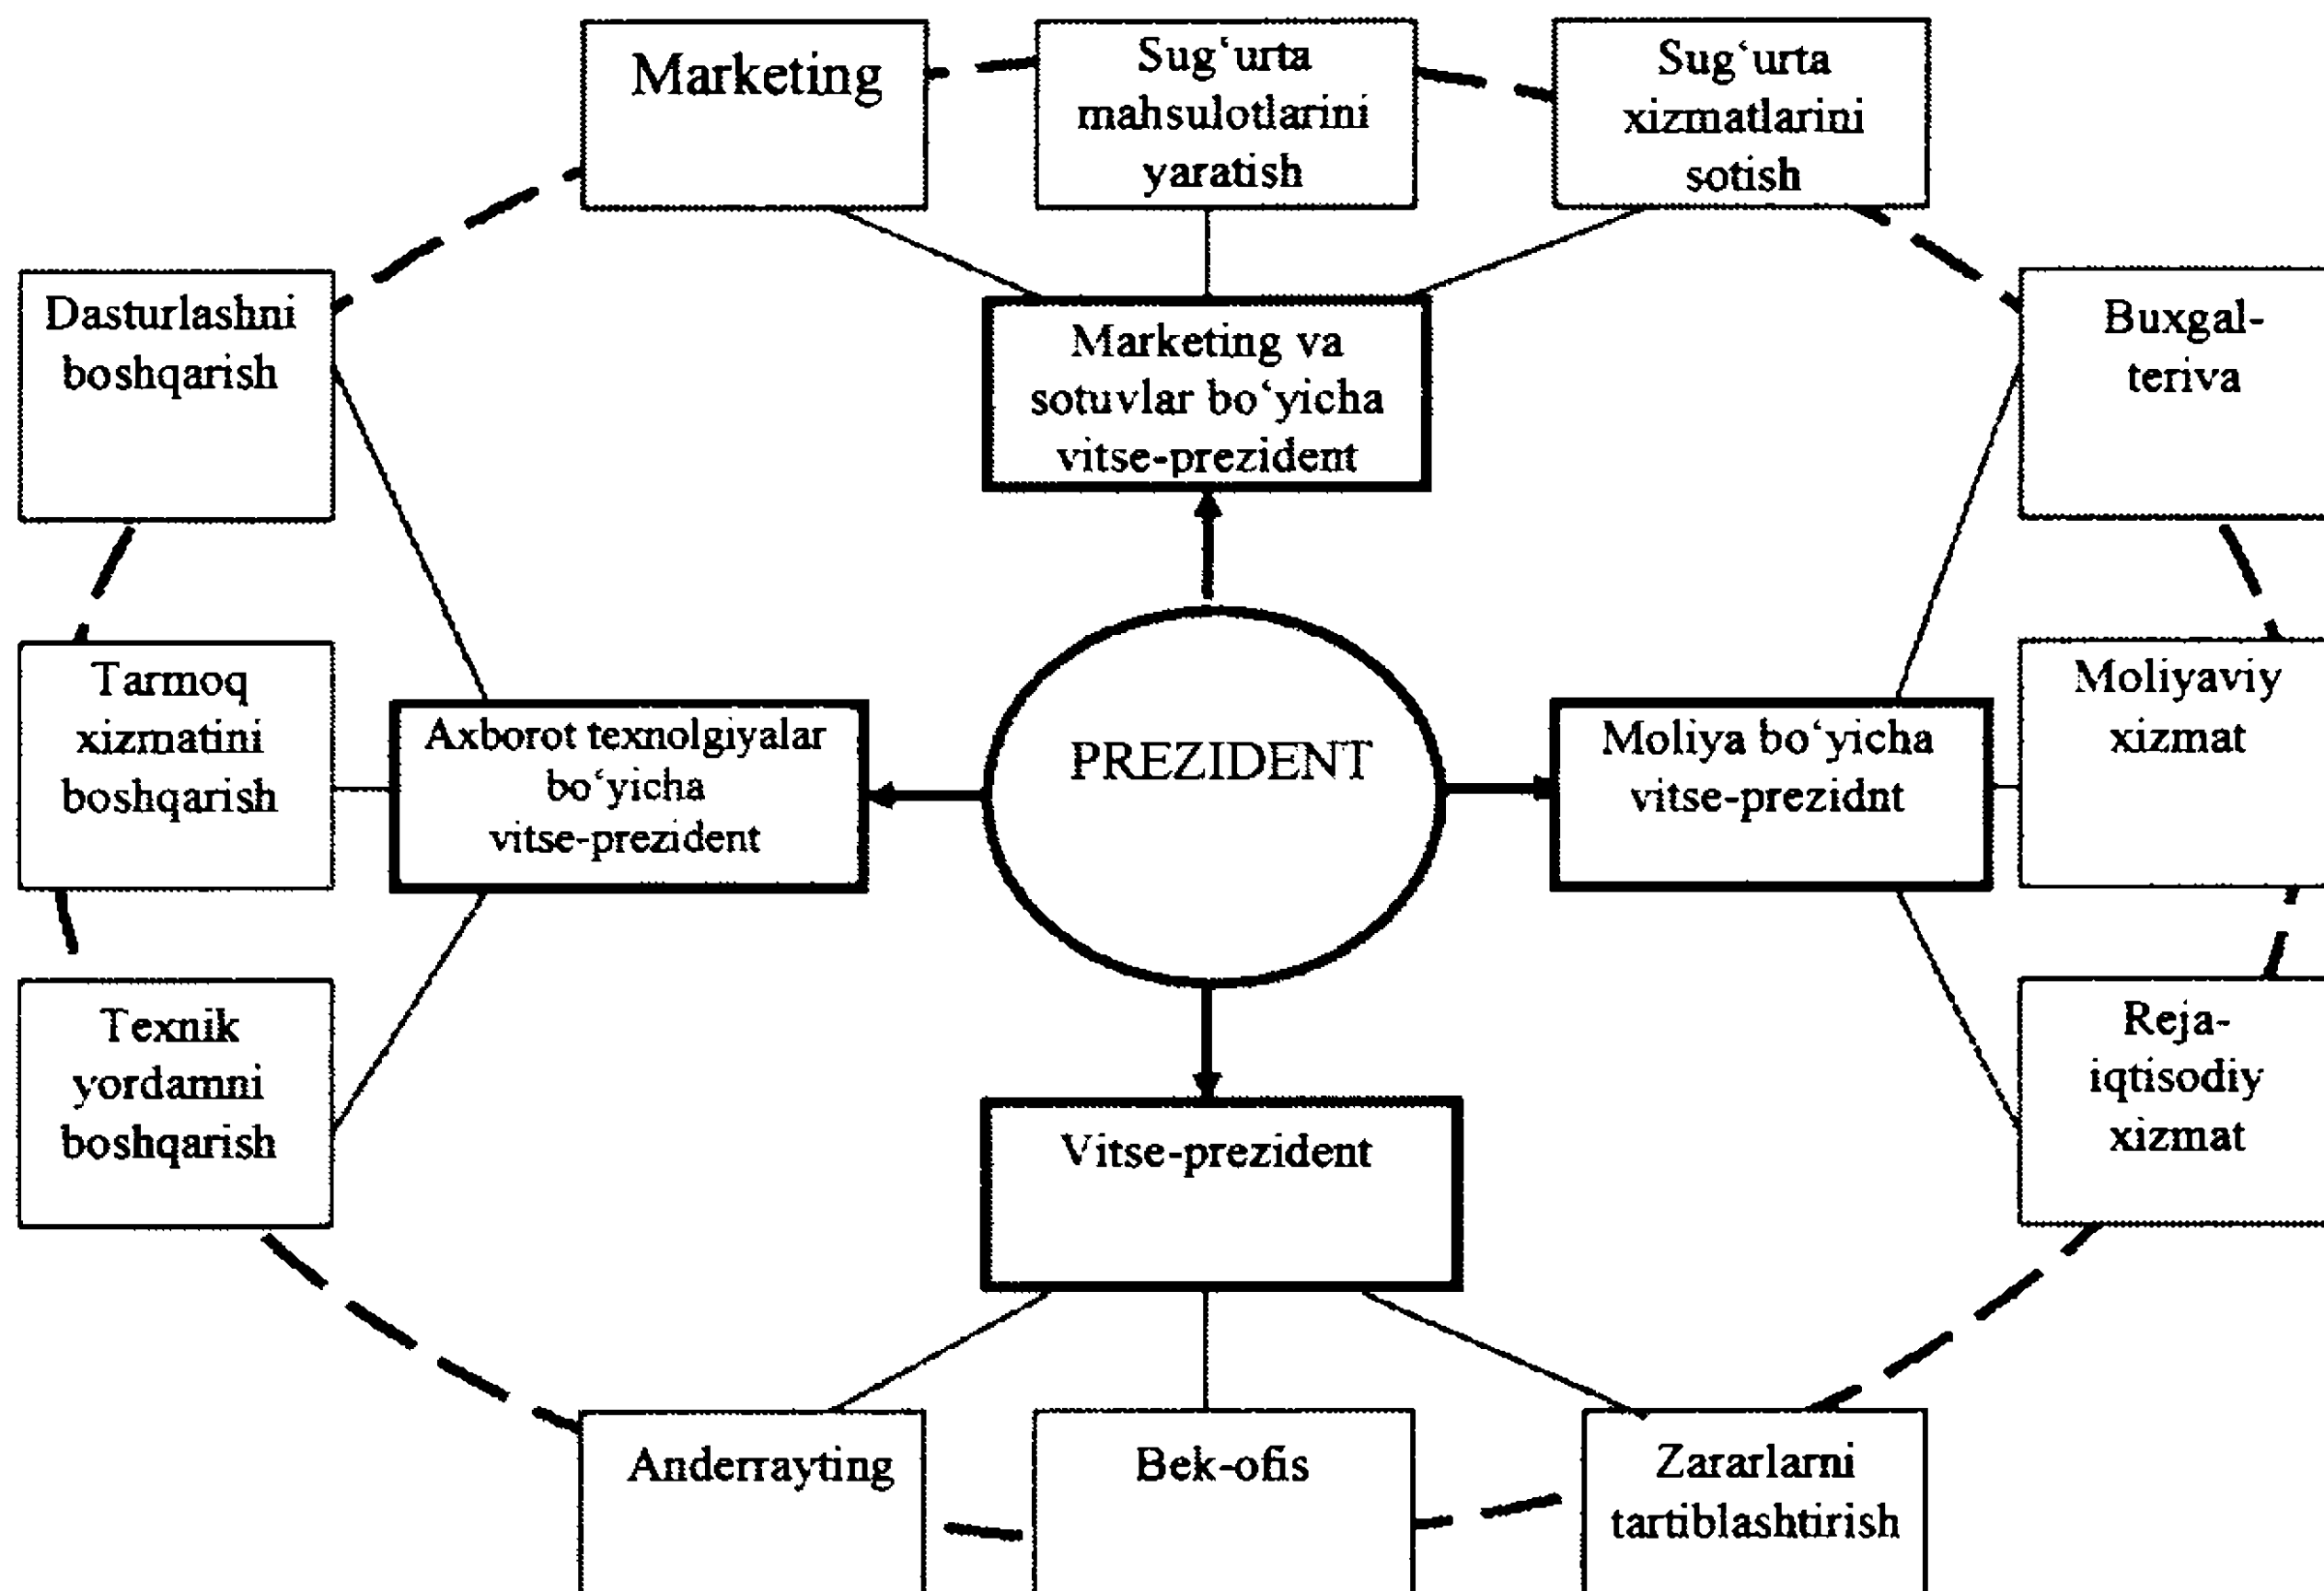 Marketing
Sug‘urta
mahsulotlarini
yaratish
Sug‘urta
xizmatlarini
sotish
Dasturlashni
boshqarish
Marketing va
sotuvlar bo‘yicha
vitse-prezident
Buxgal-
teriva
Tarmoq
xizmatini
boshqarish
Axborot texnolgiyalar
bo‘yicha
vitse-prezident
PREZIDENT
Moliya bo‘yicha
vitse-prezidnt
Moliyaviy
xizmat
Texnik
yordamni
boshqarish
Vitse-prezident
Reja-
iqtisodiy
xizmat
Anderrayting
Bek-ofis
Zararlarni
tartiblashtirish